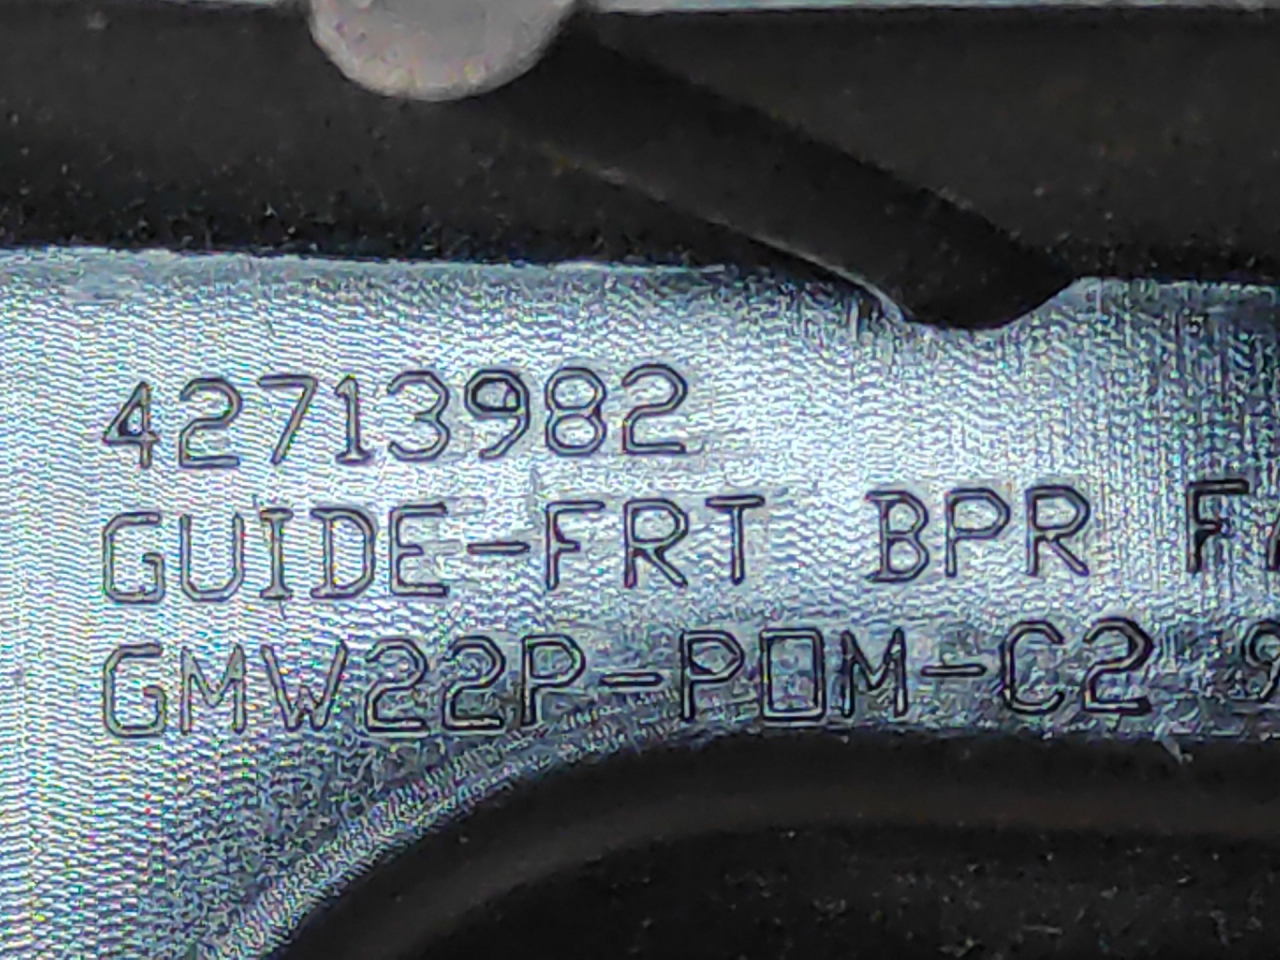 42713982
GUIDE-FRT BPR
GMW22P-POM-C2